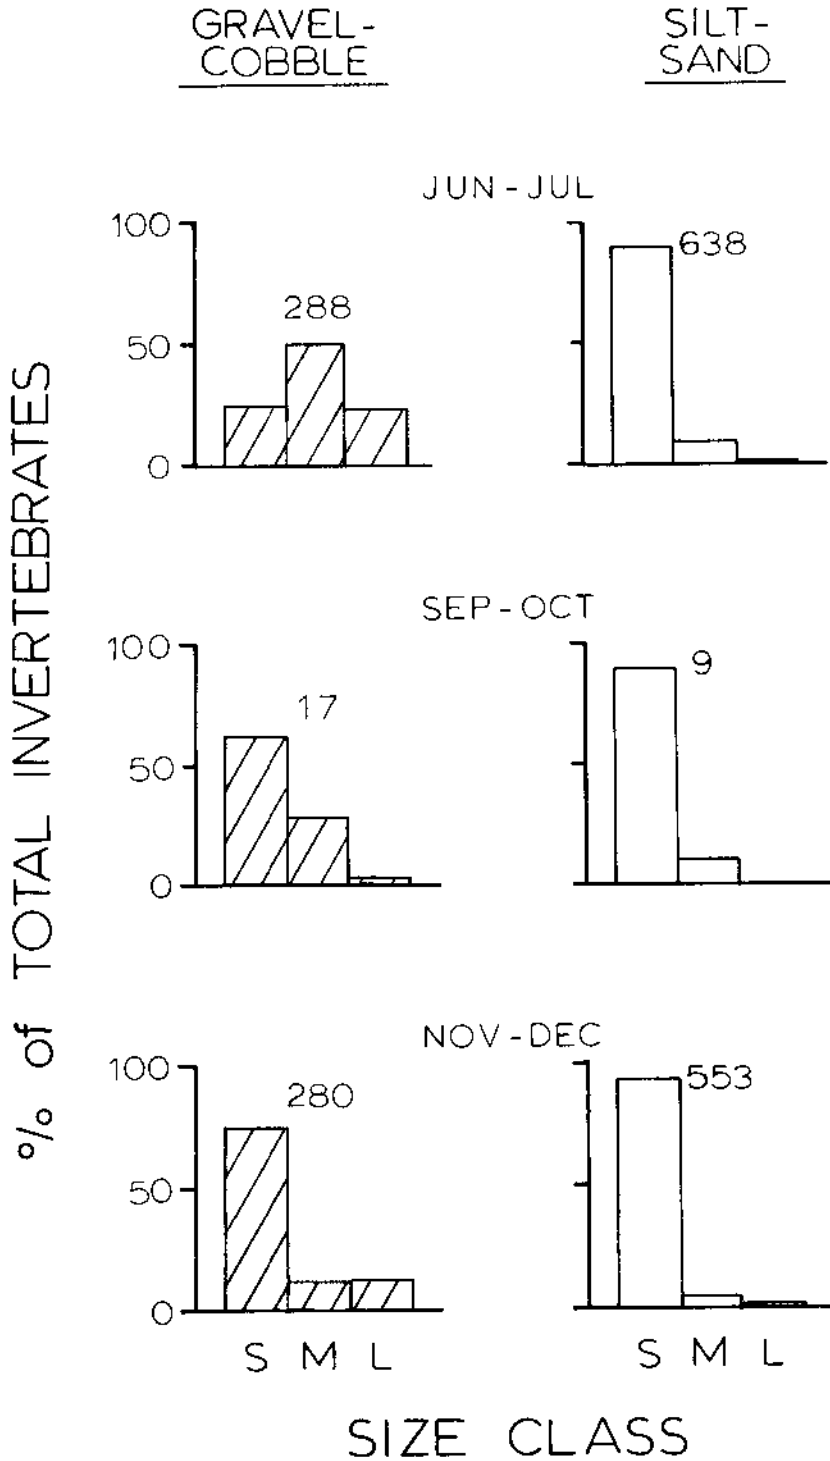 GRAVEL-
COBBLE
SILT-
SAND
JUN-JUL
100
50
0
288
638
SEP-OCT
100
50
0
17
9
NOV-DEC
100
50
0
280
553
S M L
S M L
SIZE CLASS
% of TOTAL INVERTEBRATES